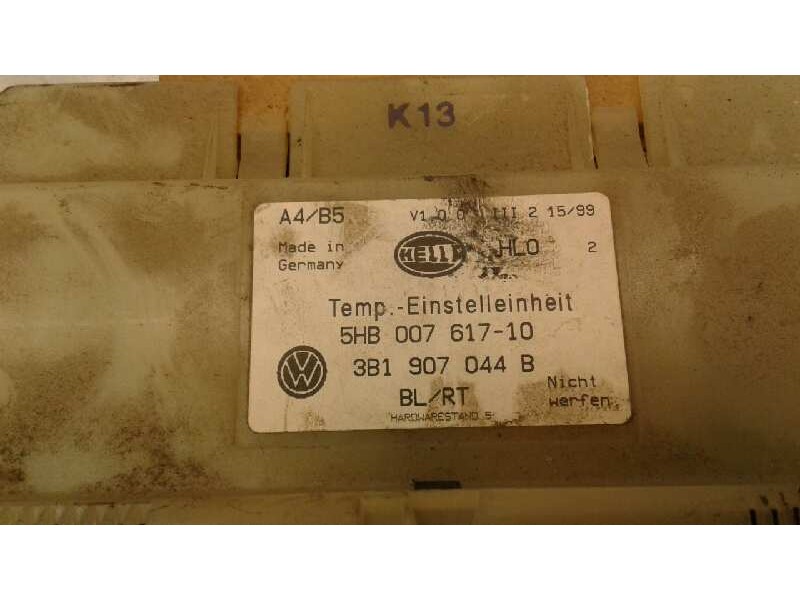 K13
A4/B5 V1 0 0 III 2 15/99
Made in
Germany
HELLA HLO 2
Temp.-Einstelleinheit
5HB 007 617-10
VW 3B1 907 044 B
BL/RT
Nicht
werfen
HARDWARESTAND 5